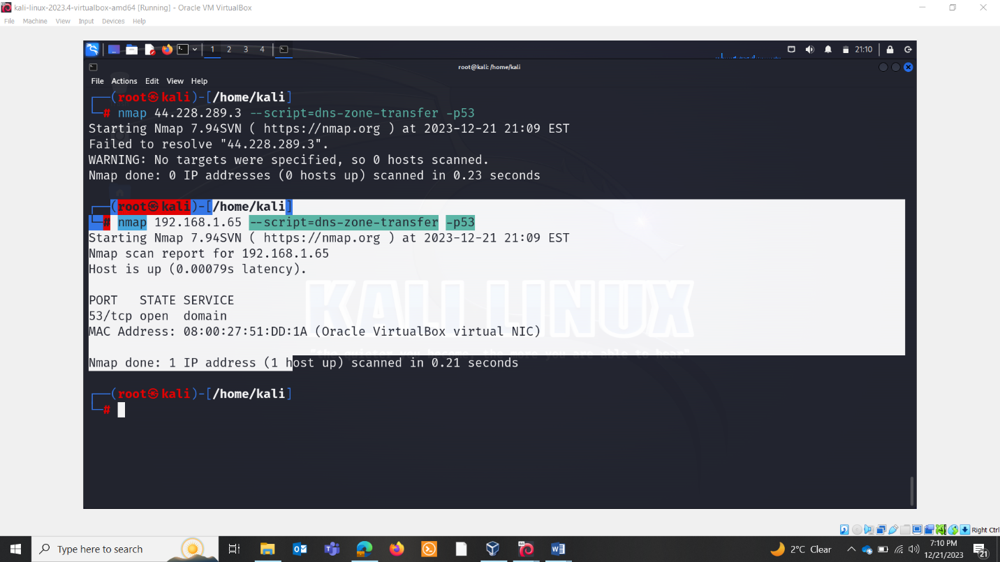 kali-linux-2023.4-virtualbox-amd64 [Running] - Oracle VM VirtualBox
File Machine View Input Devices Help
1 2 3 4
21:10
root@kali: /home/kali
File Actions Edit View Help
┌──(root㉿kali)-[/home/kali]
└─# nmap 44.228.289.3 --script=dns-zone-transfer -p53
Starting Nmap 7.94SVN ( https://nmap.org ) at 2023-12-21 21:09 EST
Failed to resolve "44.228.289.3".
WARNING: No targets were specified, so 0 hosts scanned.
Nmap done: 0 IP addresses (0 hosts up) scanned in 0.23 seconds
┌──(root㉿kali)-[/home/kali]
└─# nmap 192.168.1.65 --script=dns-zone-transfer -p53
Starting Nmap 7.94SVN ( https://nmap.org ) at 2023-12-21 21:09 EST
Nmap scan report for 192.168.1.65
Host is up (0.00079s latency).
PORT STATE SERVICE
53/tcp open domain
MAC Address: 08:00:27:51:DD:1A (Oracle VirtualBox virtual NIC)
KALI LINUX
"the quieter you become, the more you are able to hear"
Nmap done: 1 IP address (1 host up) scanned in 0.21 seconds
┌──(root㉿kali)-[/home/kali]
└─#
Right Ctrl
Type here to search
2°C Clear
7:10 PM
12/21/2023
21